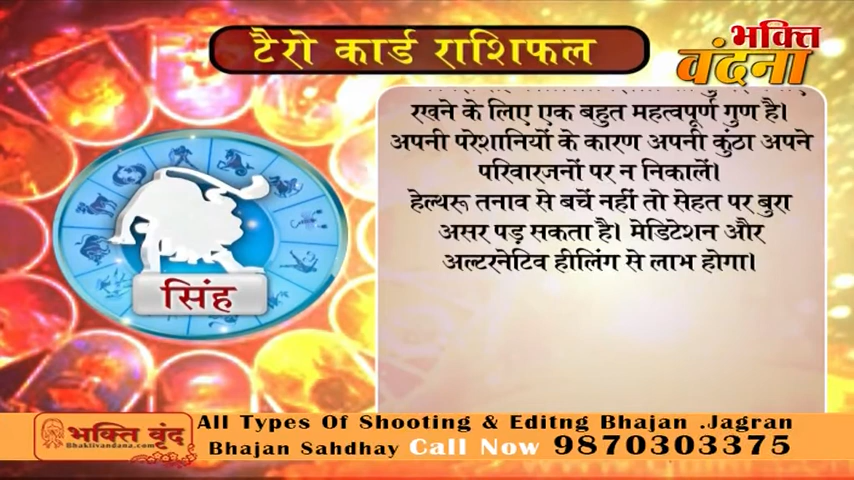 टैरो कार्ड राशिफल
भक्ति
वंदना
रखने के लिए एक बहुत महत्वपूर्ण गुण है।
अपनी परेशानियों के कारण अपनी कुंठा अपने
परिवारजनों पर न निकालें।
हेल्थरू तनाव से बचें नहीं तो सेहत पर बुरा
असर पड़ सकता है। मेडिटेशन और
अल्टरनेटिव हीलिंग से लाभ होगा।
सिंह
भक्ति वृंद
Bhaktivandana.com
All Types Of Shooting & Editng Bhajan .Jagran
Bhajan Sahdhay Call Now 9870303375